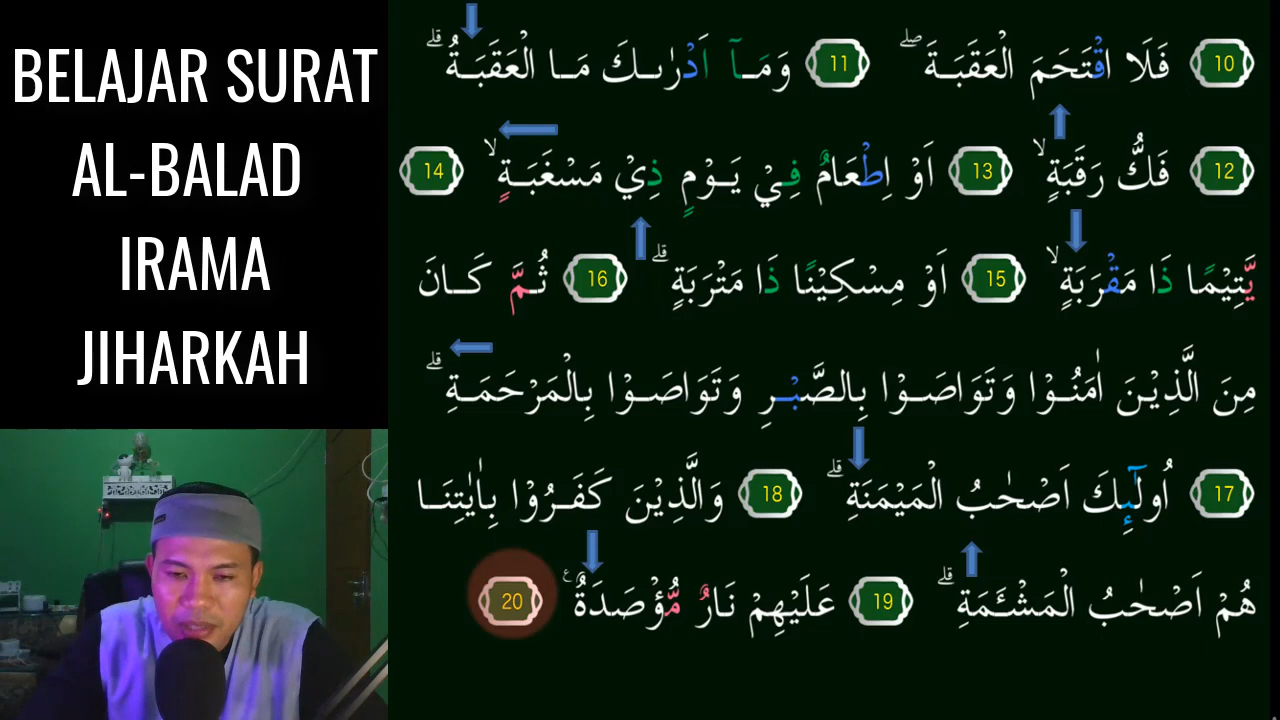 BELAJAR SURAT
AL-BALAD
IRAMA
JIHARKAH
10 فَلَا اقْتَحَمَ الْعَقَبَةَ ۖ 11 وَمَآ اَدْرٰىكَ مَا الْعَقَبَةُ ۗ
12 فَكُّ رَقَبَةٍۙ 13 اَوْ اِطْعَامٌ فِيْ يَوْمٍ ذِيْ مَسْغَبَةٍۙ 14
يَّتِيْمًا ذَا مَقْرَبَةٍۙ 15 اَوْ مِسْكِيْنًا ذَا مَتْرَبَةٍۗ 16 ثُمَّ كَانَ
مِنَ الَّذِيْنَ اٰمَنُوْا وَتَوَاصَوْا بِالصَّبْرِ وَتَوَاصَوْا بِالْمَرْحَمَةِۗ
17 اُولٰۤىِٕكَ اَصْحٰبُ الْمَيْمَنَةِۗ 18 وَالَّذِيْنَ كَفَرُوْا بِاٰيٰتِنَا
هُمْ اَصْحٰبُ الْمَشْـَٔمَةِۗ 19 عَلَيْهِمْ نَارٌ مُّؤْصَدَةٌ ࣖ 20